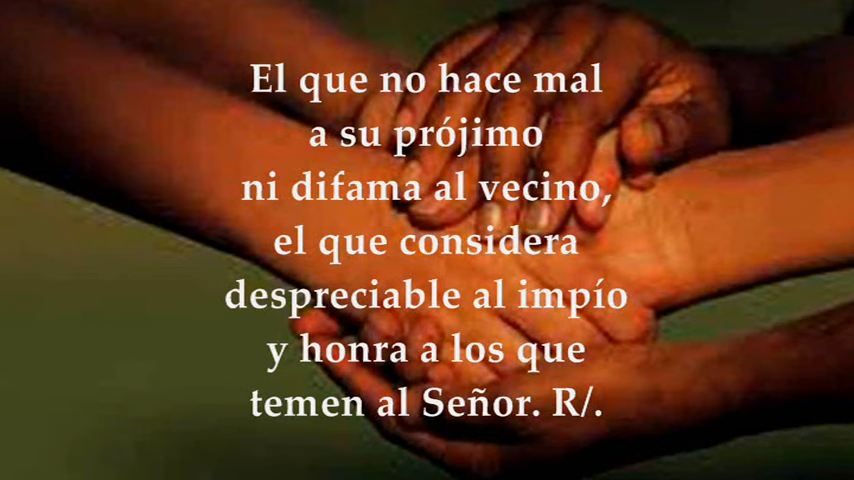 El que no hace mal
a su prójimo
ni difama al vecino,
el que considera
despreciable al impío
y honra a los que
temen al Señor. R/.